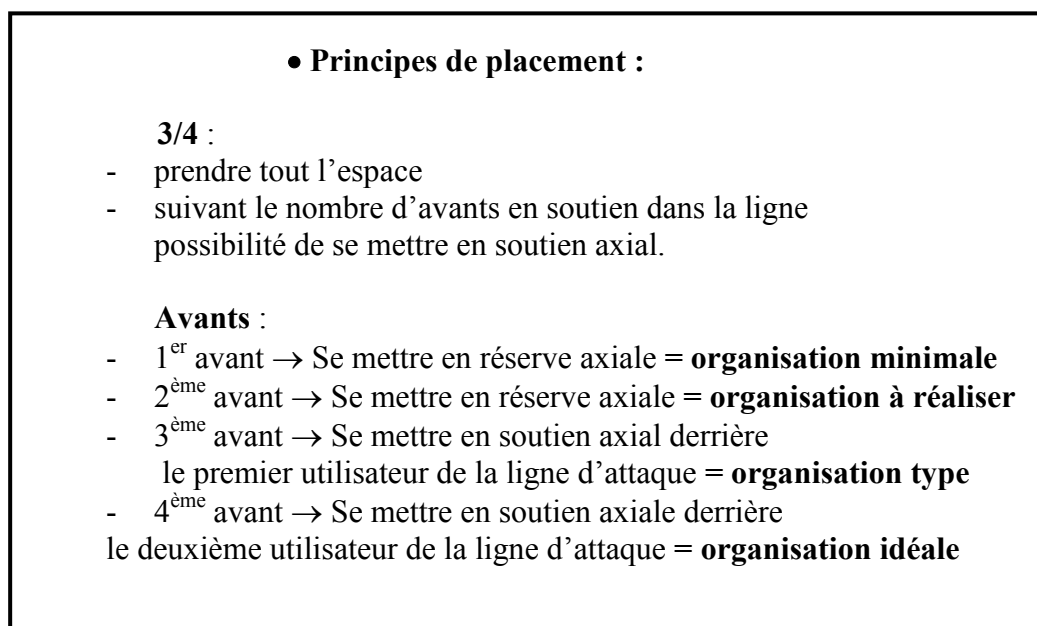 • Principes de placement :
3/4 :
- prendre tout l’espace
- suivant le nombre d’avants en soutien dans la ligne
possibilité de se mettre en soutien axial.
Avants :
- 1er avant → Se mettre en réserve axiale = organisation minimale
- 2ème avant → Se mettre en réserve axiale = organisation à réaliser
- 3ème avant → Se mettre en soutien axial derrière
le premier utilisateur de la ligne d’attaque = organisation type
- 4ème avant → Se mettre en soutien axiale derrière
le deuxième utilisateur de la ligne d’attaque = organisation idéale